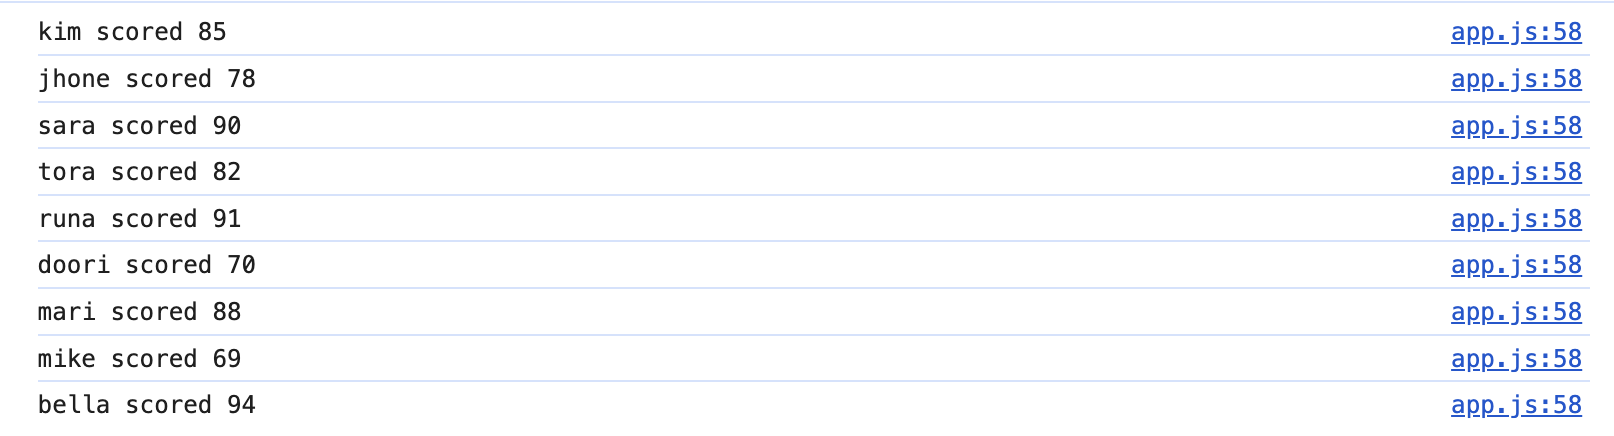 kim scored 85 app.js:58
jhone scored 78 app.js:58
sara scored 90 app.js:58
tora scored 82 app.js:58
runa scored 91 app.js:58
doori scored 70 app.js:58
mari scored 88 app.js:58
mike scored 69 app.js:58
bella scored 94 app.js:58